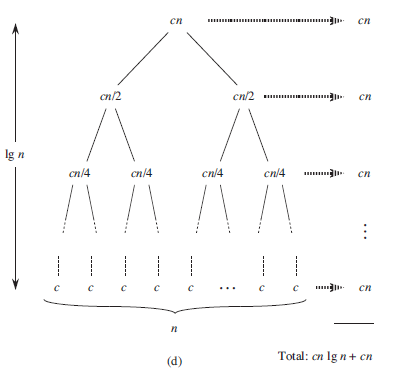 cn cn
cn/2 cn/2 cn
lg n
cn/4 cn/4 cn/4 cn/4 cn
⋮
c c c c c ⋯ c c cn
n
(d) Total: cn lg n + cn